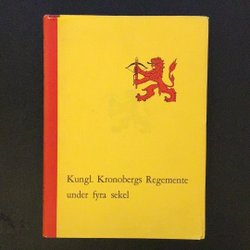 Kungl. Kronobergs Regemente
under fyra sekel